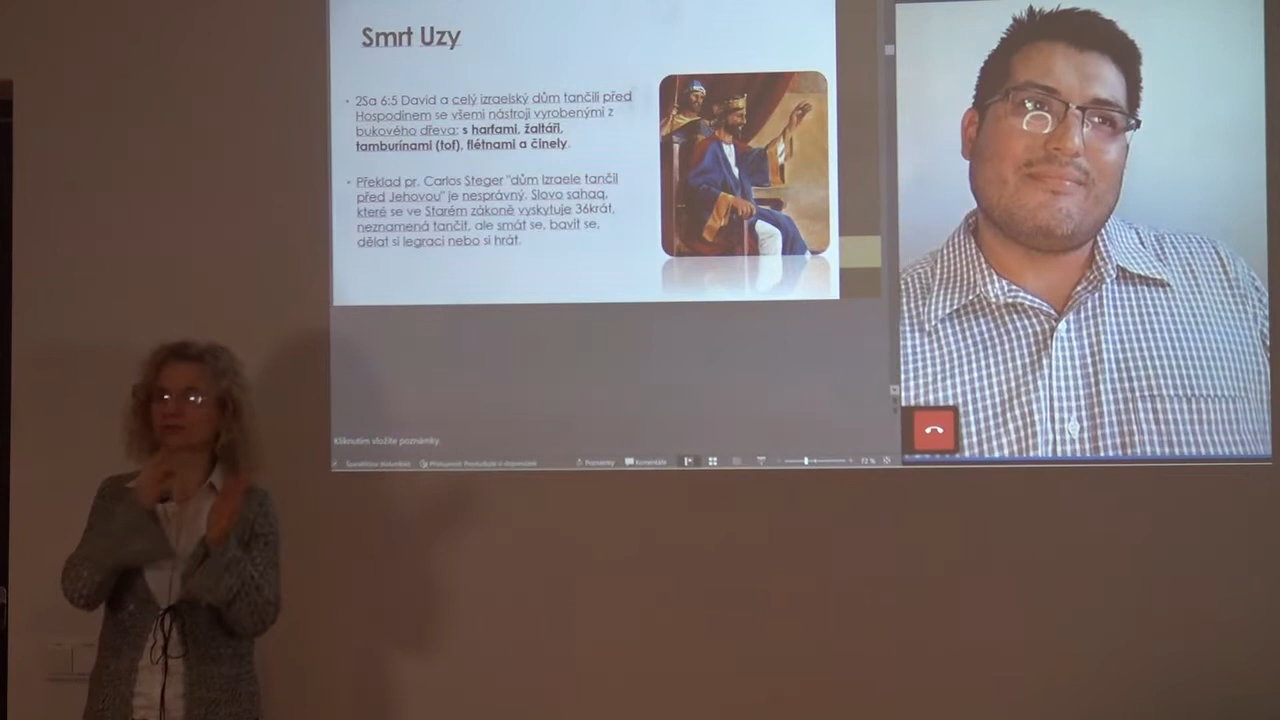 Smrt Uzy
• 2Sa 6:5 David a celý izraelský dům tančili před
Hospodinem se všemi nástroji vyrobenými z
bukového dřeva: s harfami, žaltáři,
tamburínami (tof), flétnami a činely.
• Překlad pr. Carlos Steger "dům Izraele tančil
před Jehovou" je nesprávný. Slovo sahaq,
které se ve Starém zákoně vyskytuje 36krát,
neznamená tančit, ale smát se, bavit se,
dělat si legraci nebo si hrát.
Kliknutím vložíte poznámky.
Poznámky Komentáře 72 %